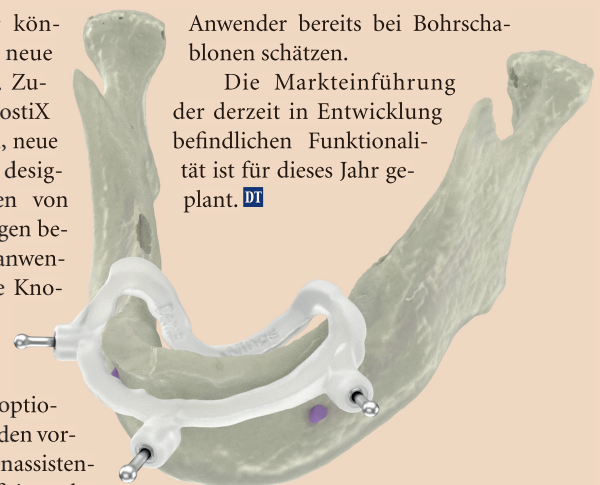 kön-
neue
Zu-
ostiX
neue
desig-
en von
gen be-
anwen-
e Kno-
optio-
den vor-
nassisten-
Anwender bereits bei Bohrscha-
blonen schätzen.
Die Markteinführung
der derzeit in Entwicklung
befindlichen Funktionali-
tät ist für dieses Jahr ge-
plant. DT